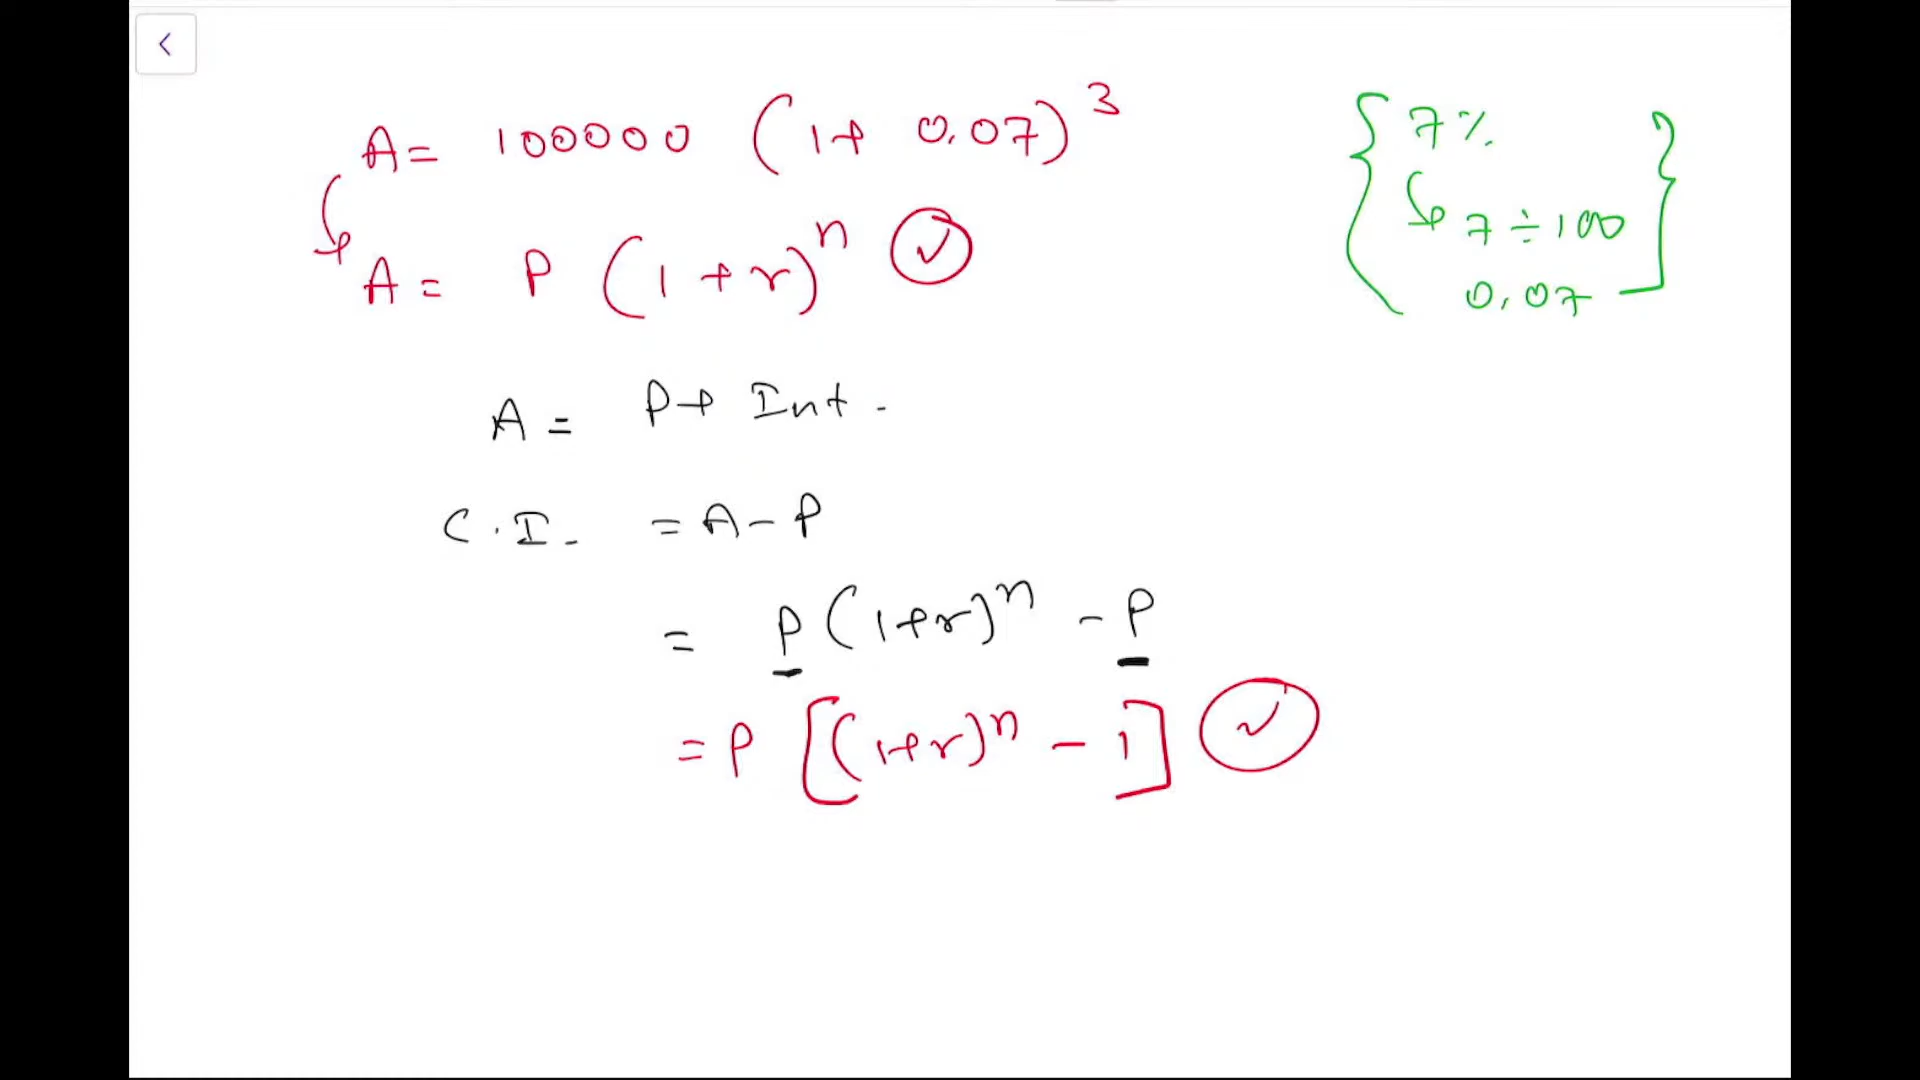 A = 100000 (1+ 0.07)^3
A = P (1+r)^n
A = P+ Int.
C.I. = A-P
= P(1+r)^n - P
= P [(1+r)^n - 1]
7%
7÷100
0.07